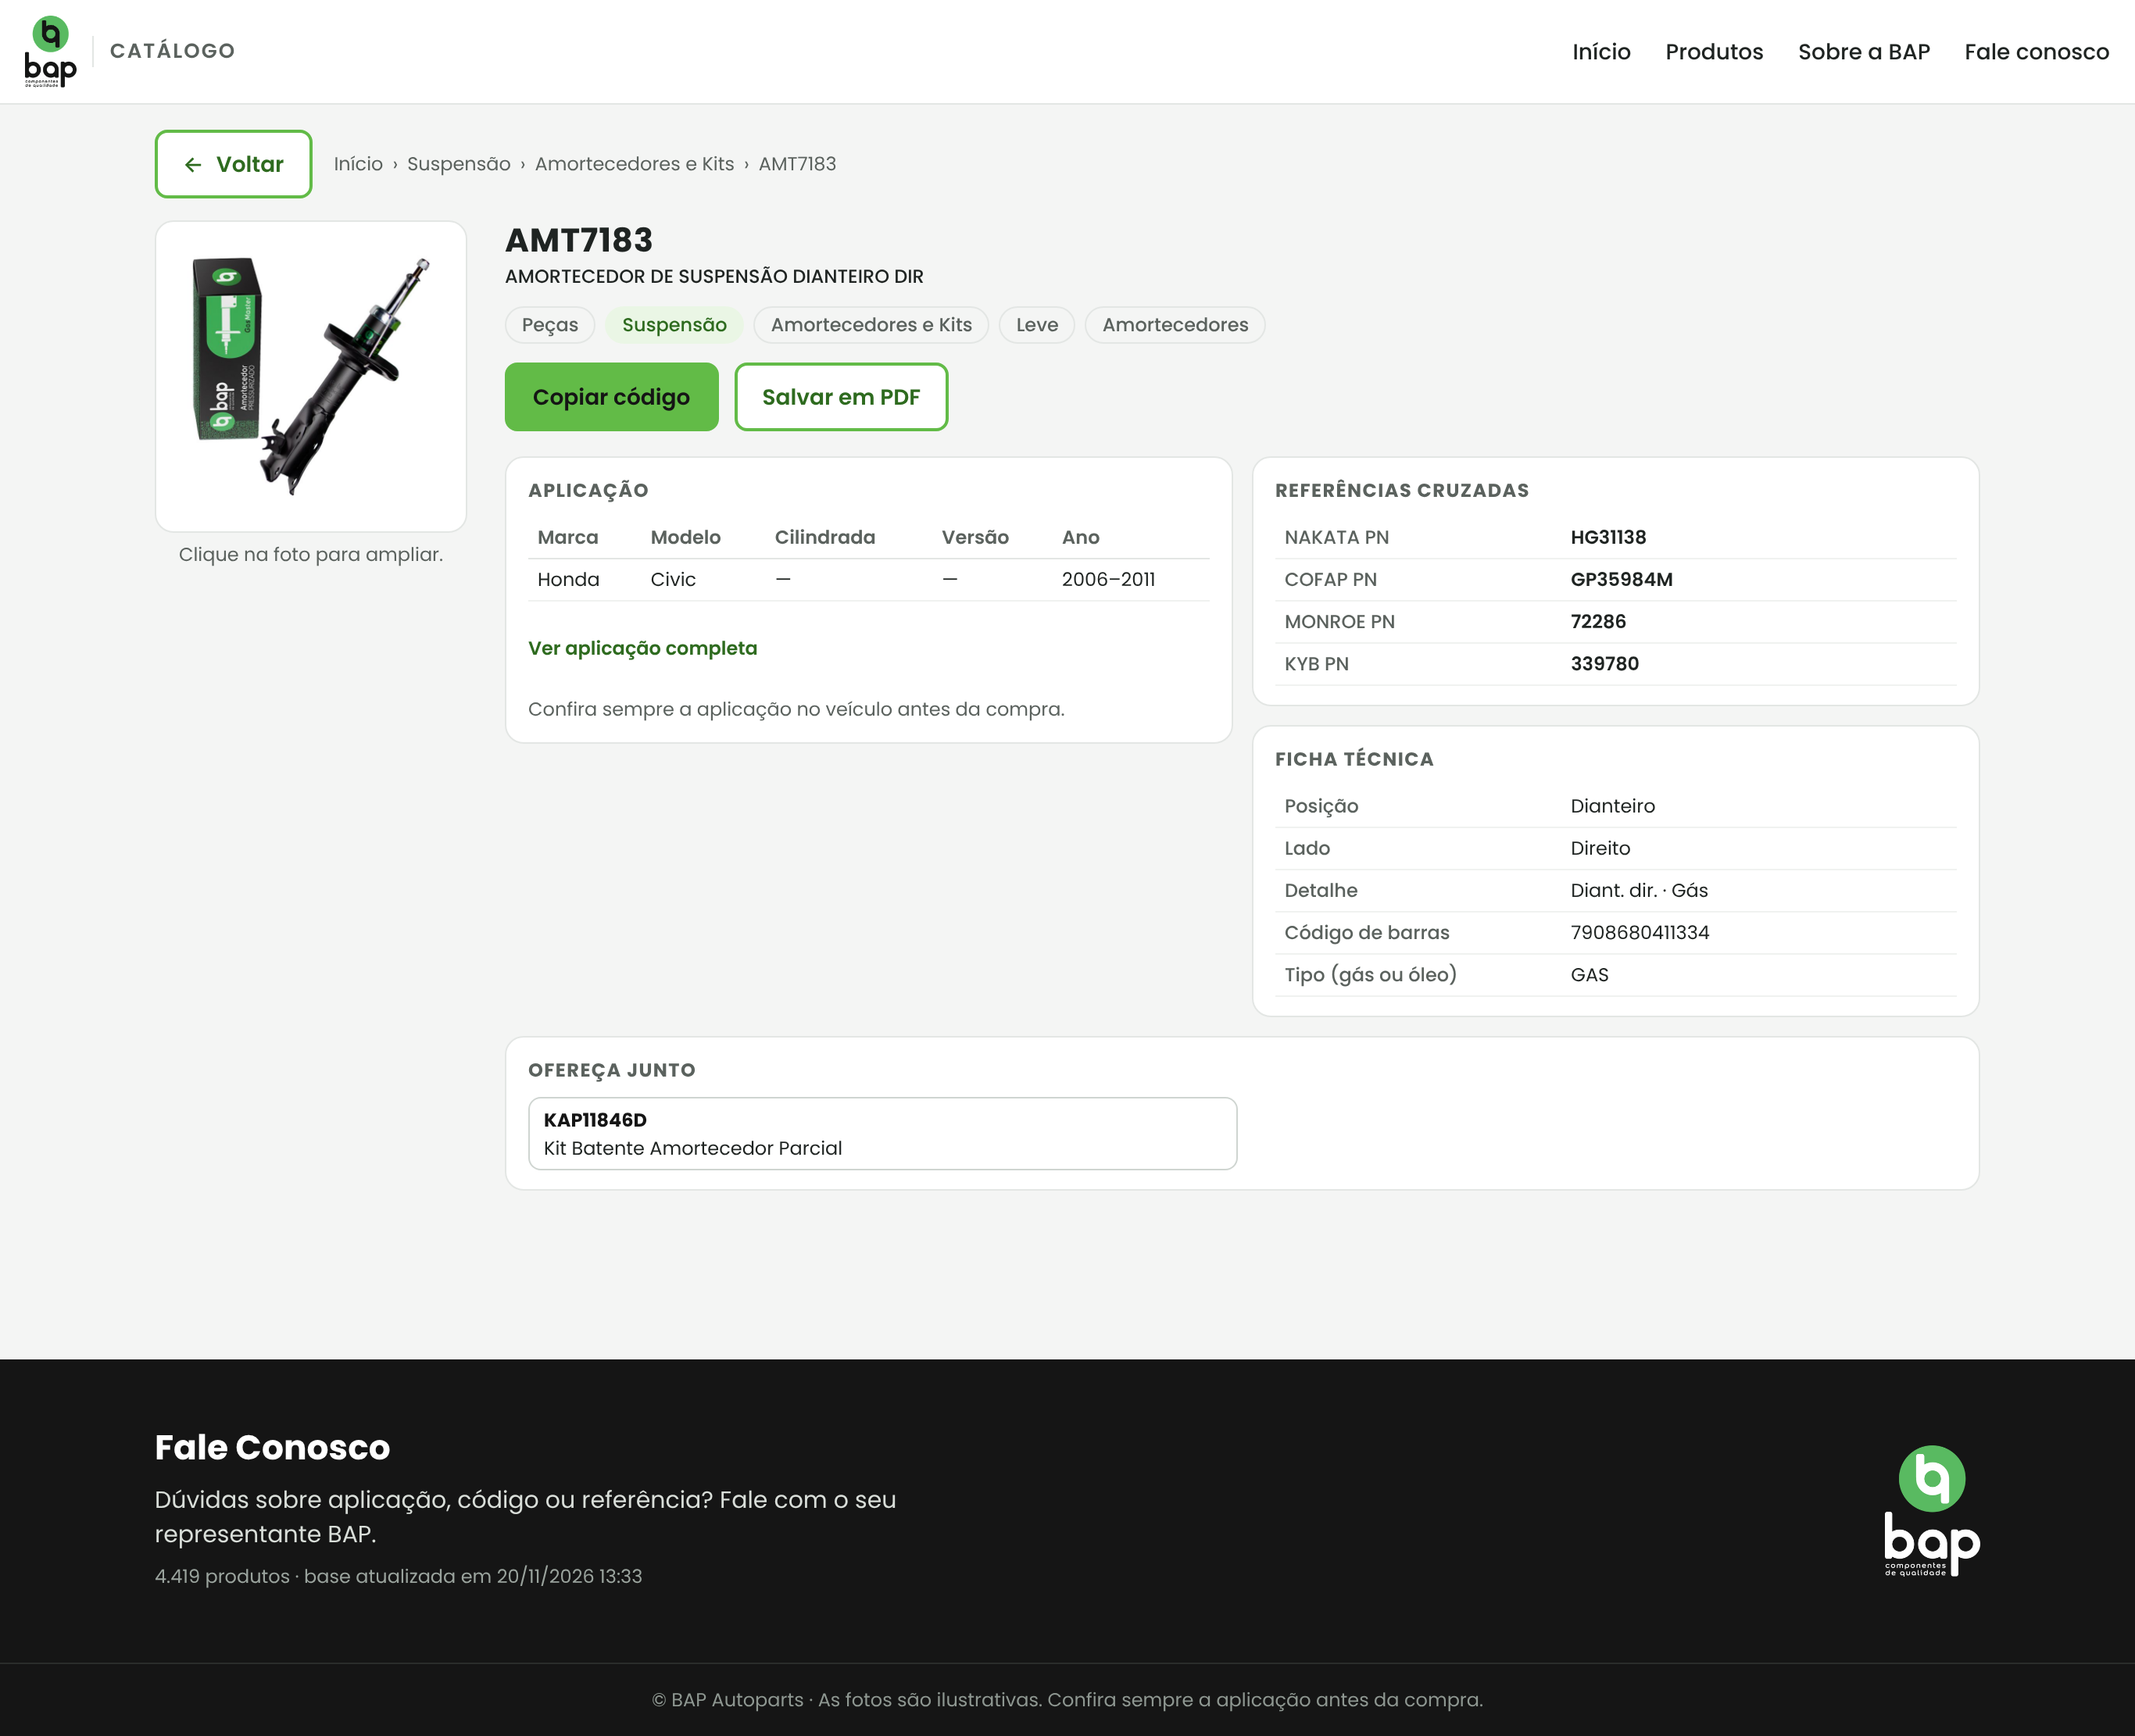 bap
componentes
de qualidade
CATÁLOGO
Início Produtos Sobre a BAP Fale conosco
← Voltar
Início › Suspensão › Amortecedores e Kits › AMT7183
bap
Amortecedor
PRESSURIZADO
Gas Master
Clique na foto para ampliar.
AMT7183
AMORTECEDOR DE SUSPENSÃO DIANTEIRO DIR
Peças Suspensão Amortecedores e Kits Leve Amortecedores
Copiar código Salvar em PDF
APLICAÇÃO
Marca Modelo Cilindrada Versão Ano
Honda Civic — — 2006–2011
Ver aplicação completa
Confira sempre a aplicação no veículo antes da compra.
REFERÊNCIAS CRUZADAS
NAKATA PN HG31138
COFAP PN GP35984M
MONROE PN 72286
KYB PN 339780
FICHA TÉCNICA
Posição Dianteiro
Lado Direito
Detalhe Diant. dir. · Gás
Código de barras 7908680411334
Tipo (gás ou óleo) GAS
OFEREÇA JUNTO
KAP11846D
Kit Batente Amortecedor Parcial
Fale Conosco
Dúvidas sobre aplicação, código ou referência? Fale com o seu
representante BAP.
4.419 produtos · base atualizada em 20/11/2026 13:33
bap
componentes
de qualidade
© BAP Autoparts · As fotos são ilustrativas. Confira sempre a aplicação antes da compra.